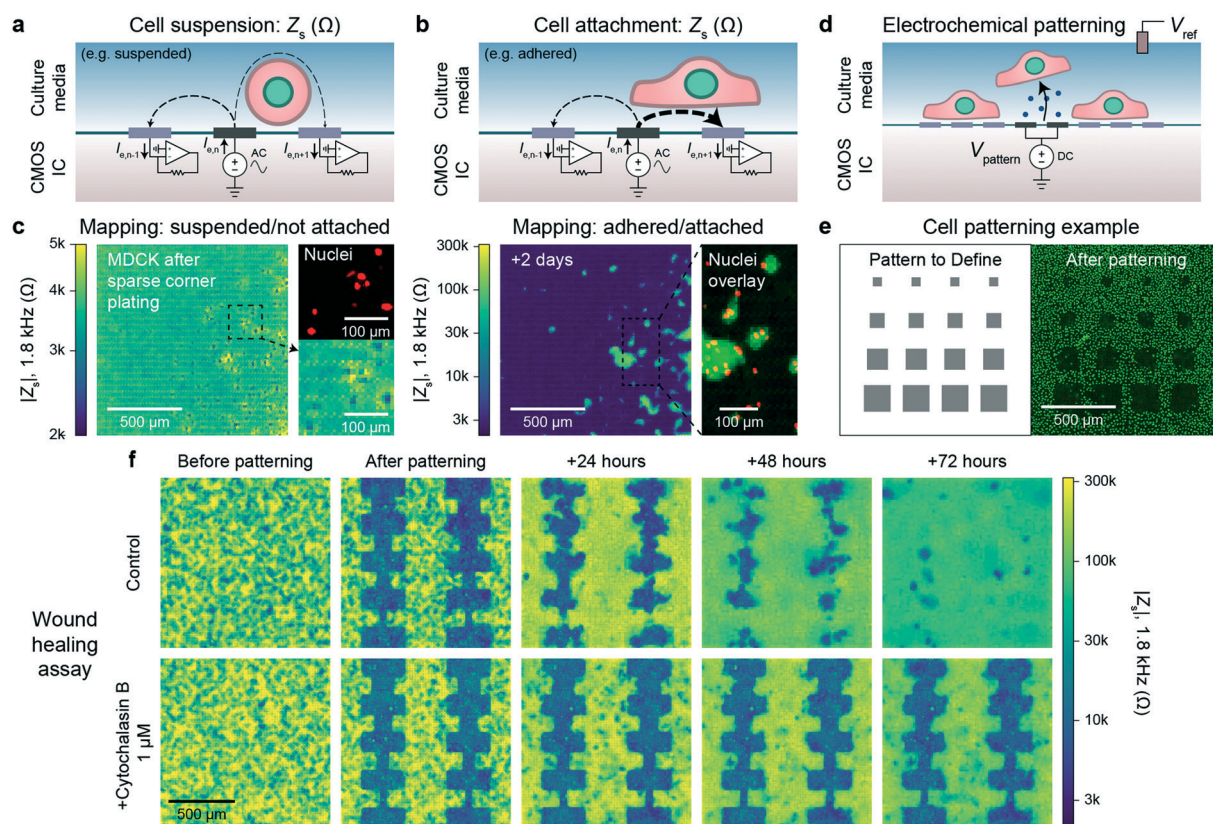 a
Cell suspension: Zs (Ω)
(e.g. suspended)
Culture
media
CMOS
IC
Ie,n-1
Ie,n
Ie,n+1
AC
b
Cell attachment: Zs (Ω)
(e.g. adhered)
Culture
media
CMOS
IC
Ie,n-1
Ie,n
Ie,n+1
AC
d
Electrochemical patterning
Vref
Culture
media
CMOS
IC
Vpattern
DC
c
Mapping: suspended/not attached
|Zs|, 1.8 kHz (Ω)
5k
4k
3k
2k
MDCK after
sparse corner
plating
500 µm
Nuclei
100 µm
100 µm
Mapping: adhered/attached
|Zs|, 1.8 kHz (Ω)
300k
100k
30k
10k
3k
+2 days
500 µm
Nuclei
overlay
100 µm
e
Cell patterning example
Pattern to Define
After patterning
500 µm
f
Before patterning
After patterning
+24 hours
+48 hours
+72 hours
Wound
healing
assay
Control
+Cytochalasin B
1 µM
500 µm
300k
100k
30k
10k
3k
|Zs|, 1.8 kHz (Ω)